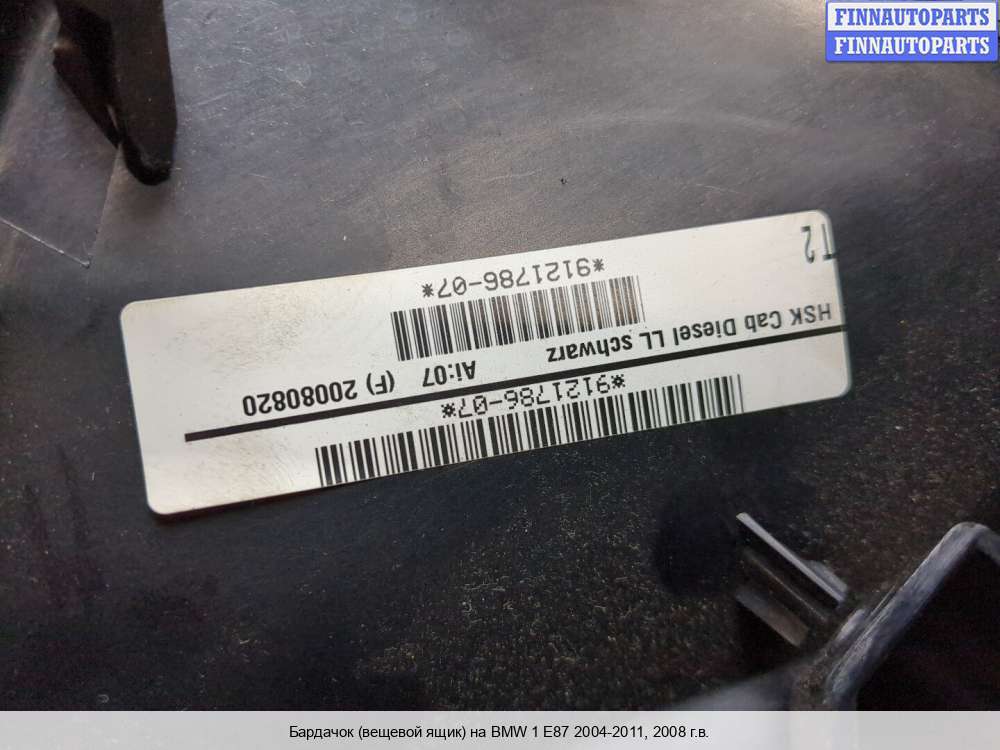 FINNAUTOPARTS
FINNAUTOPARTS
*9121786-07*
Ai:07 (F) 20080820
HSK Cab Diesel LL schwarz
*9121786-07*
T2
Бардачок (вещевой ящик) на BMW 1 E87 2004-2011, 2008 г.в.